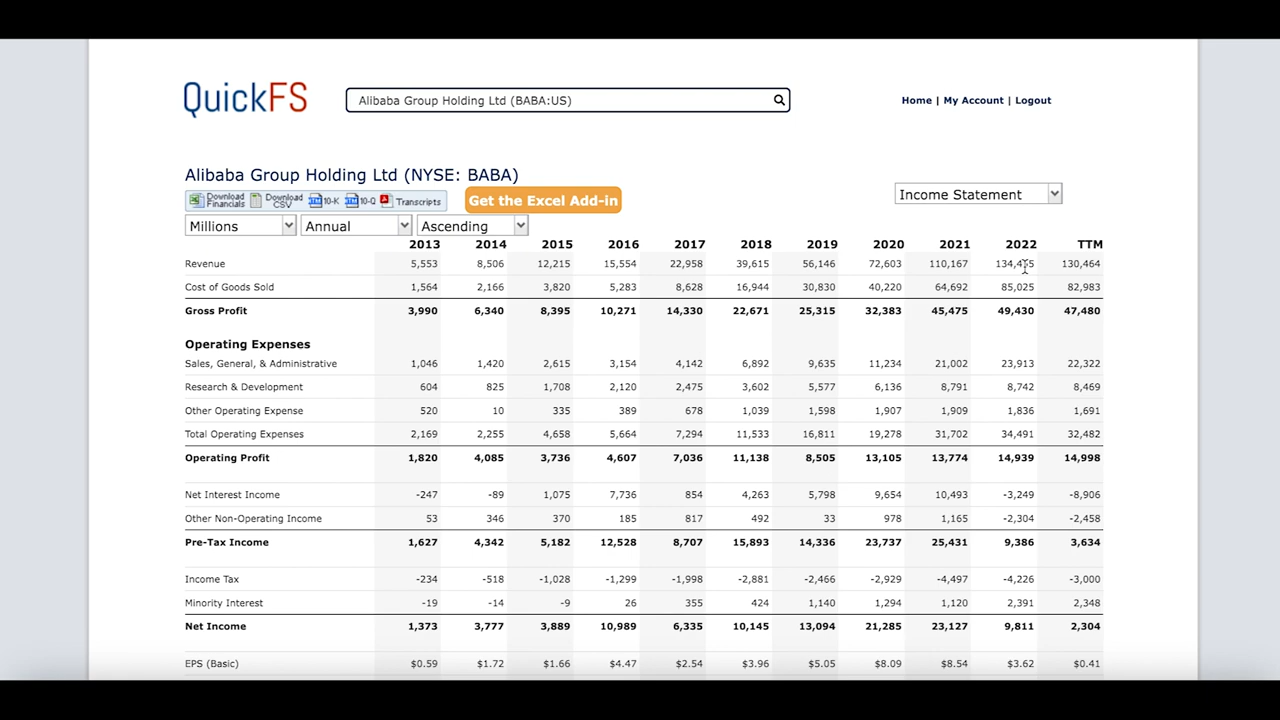 QuickFS
Alibaba Group Holding Ltd (BABA:US)
Home | My Account | Logout
Alibaba Group Holding Ltd (NYSE: BABA)
Download Financials Download CSV 10-K 10-Q Transcripts Get the Excel Add-in
Income Statement
Millions Annual Ascending
2013 2014 2015 2016 2017 2018 2019 2020 2021 2022 TTM
Revenue 5,553 8,506 12,215 15,554 22,958 39,615 56,146 72,603 110,167 134,455 130,464
Cost of Goods Sold 1,564 2,166 3,820 5,283 8,628 16,944 30,830 40,220 64,692 85,025 82,983
Gross Profit 3,990 6,340 8,395 10,271 14,330 22,671 25,315 32,383 45,475 49,430 47,480
Operating Expenses
Sales, General, & Administrative 1,046 1,420 2,615 3,154 4,142 6,892 9,635 11,234 21,002 23,913 22,322
Research & Development 604 825 1,708 2,120 2,475 3,602 5,577 6,136 8,791 8,742 8,469
Other Operating Expense 520 10 335 389 678 1,039 1,598 1,907 1,909 1,836 1,691
Total Operating Expenses 2,169 2,255 4,658 5,664 7,294 11,533 16,811 19,278 31,702 34,491 32,482
Operating Profit 1,820 4,085 3,736 4,607 7,036 11,138 8,505 13,105 13,774 14,939 14,998
Net Interest Income -247 -89 1,075 7,736 854 4,263 5,798 9,654 10,493 -3,249 -8,906
Other Non-Operating Income 53 346 370 185 817 492 33 978 1,165 -2,304 -2,458
Pre-Tax Income 1,627 4,342 5,182 12,528 8,707 15,893 14,336 23,737 25,431 9,386 3,634
Income Tax -234 -518 -1,028 -1,299 -1,998 -2,881 -2,466 -2,929 -4,497 -4,226 -3,000
Minority Interest -19 -14 -9 26 355 424 1,140 1,294 1,120 2,391 2,348
Net Income 1,373 3,777 3,889 10,989 6,335 10,145 13,094 21,285 23,127 9,811 2,304
EPS (Basic) $0.59 $1.72 $1.66 $4.47 $2.54 $3.96 $5.05 $8.09 $8.54 $3.62 $0.41